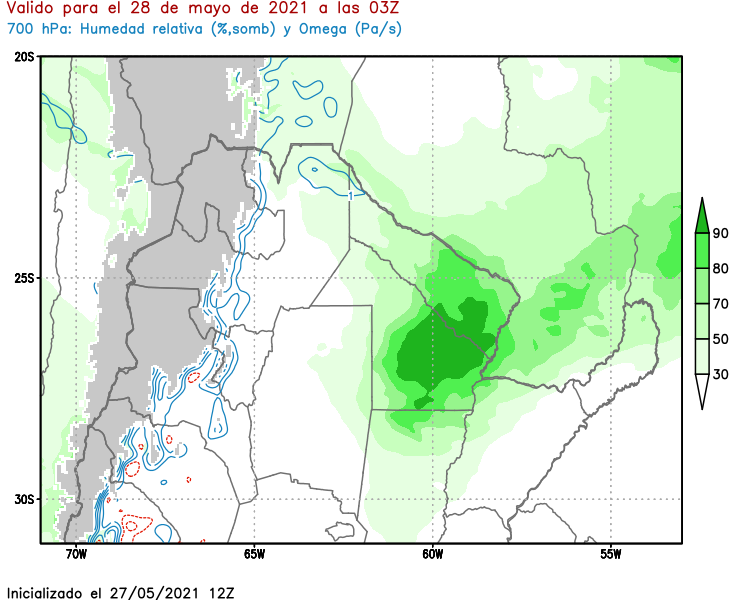 Valido para el 28 de mayo de 2021 a las 03Z
700 hPa: Humedad relativa (%,somb) y Omega (Pa/s)
20S
25S
30S
70W
65W
60W
55W
1
90
80
70
50
30
Inicializado el 27/05/2021 12Z